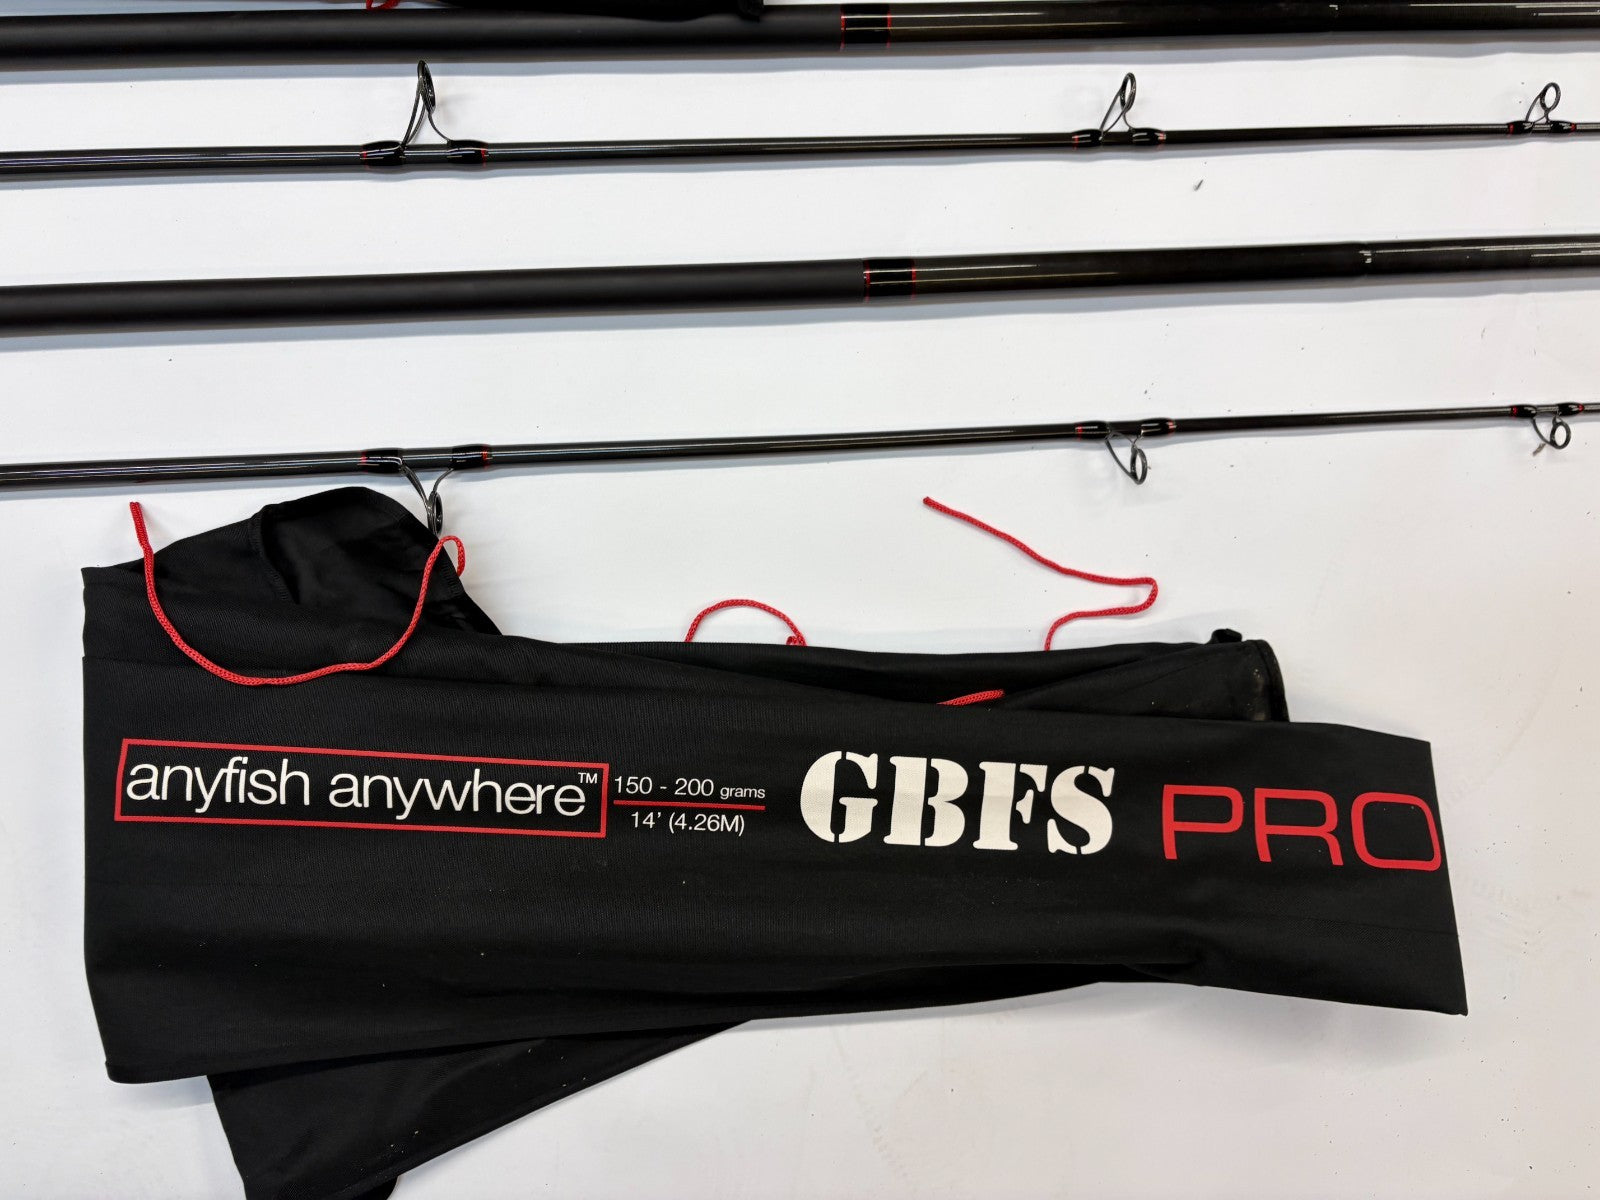 anyfish anywhere™
150 - 200 grams
14' (4.26M)
GBFS PRO